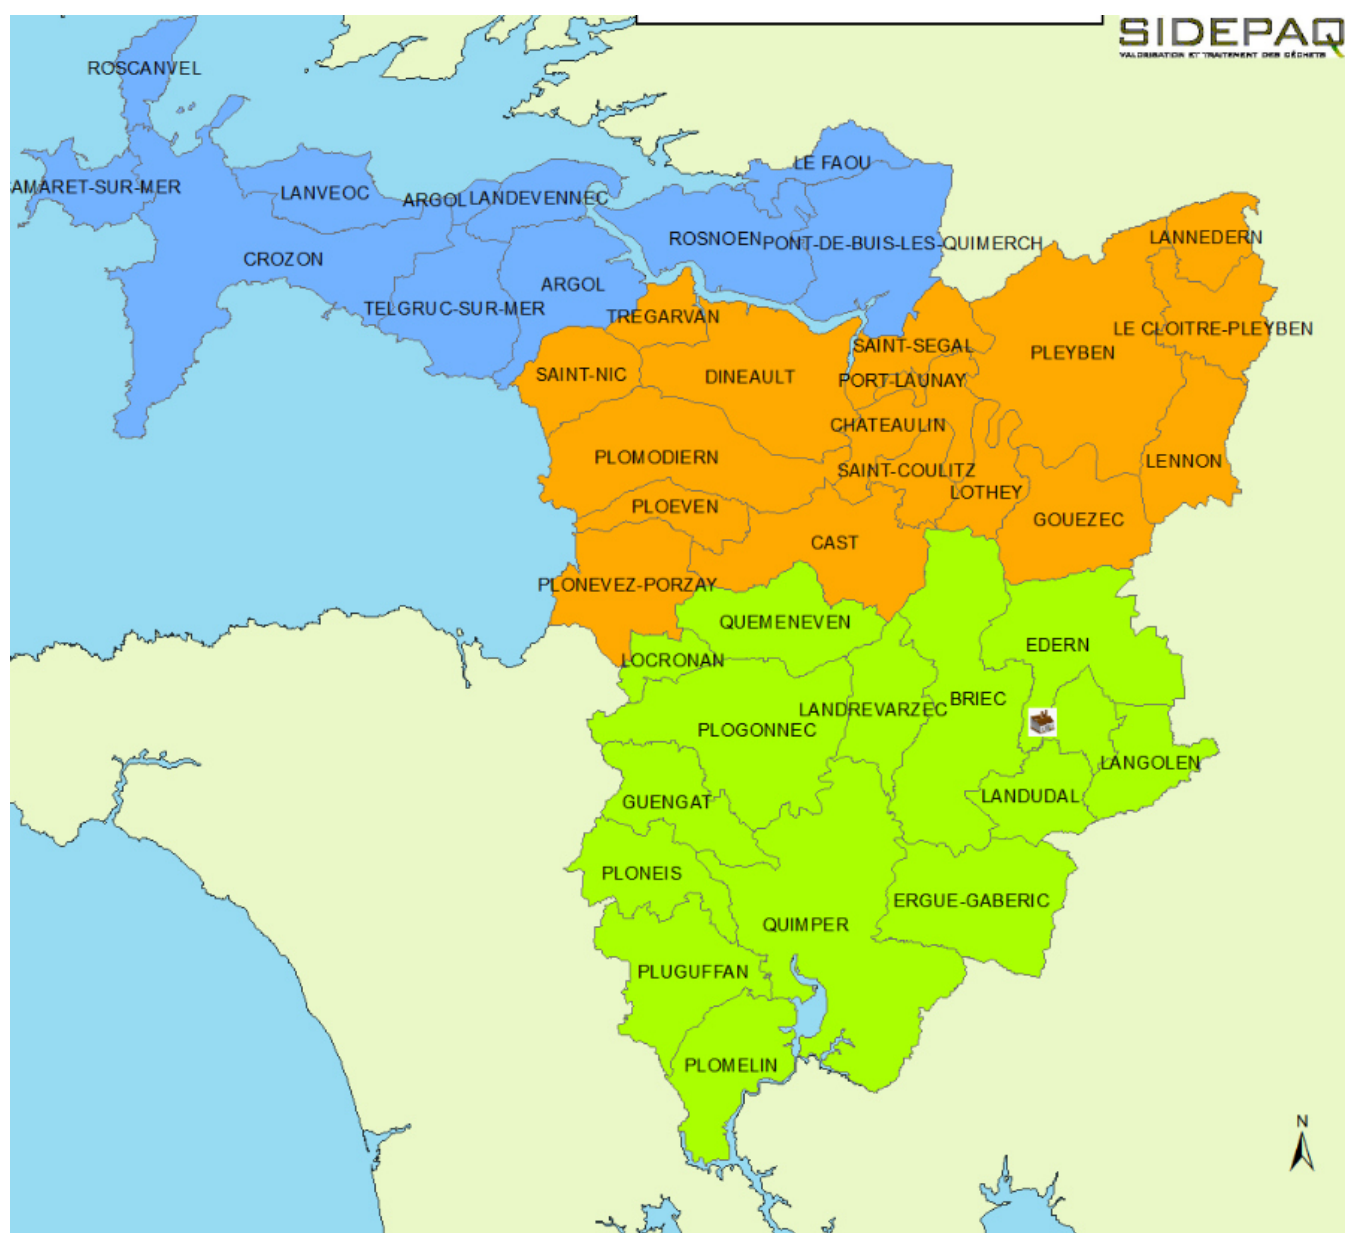 SIDEPAQ
VALORISATION ET TRAITEMENT DES DÉCHETS
ROSCANVEL
LE FAOU
AMARET-SUR-MER
LANVEOC
ARGOL
LANDEVENNEC
ROSNOEN
PONT-DE-BUIS-LES-QUIMERCH
LANNEDERN
CROZON
ARGOL
TELGRUC-SUR-MER
TREGARVAN
LE CLOITRE-PLEYBEN
SAINT-SEGAL
PLEYBEN
SAINT-NIC
DINEAULT
PORT-LAUNAY
CHATEAULIN
PLOMODIERN
SAINT-COULITZ
LENNON
LOTHEY
PLOEVEN
GOUEZEC
CAST
PLONEVEZ-PORZAY
QUEMENEVEN
EDERN
LOCRONAN
BRIEC
LANDREVARZEC
PLOGONNEC
LANGOLEN
LANDUDAL
GUENGAT
PLONEIS
ERGUE-GABERIC
QUIMPER
PLUGUFFAN
PLOMELIN
N